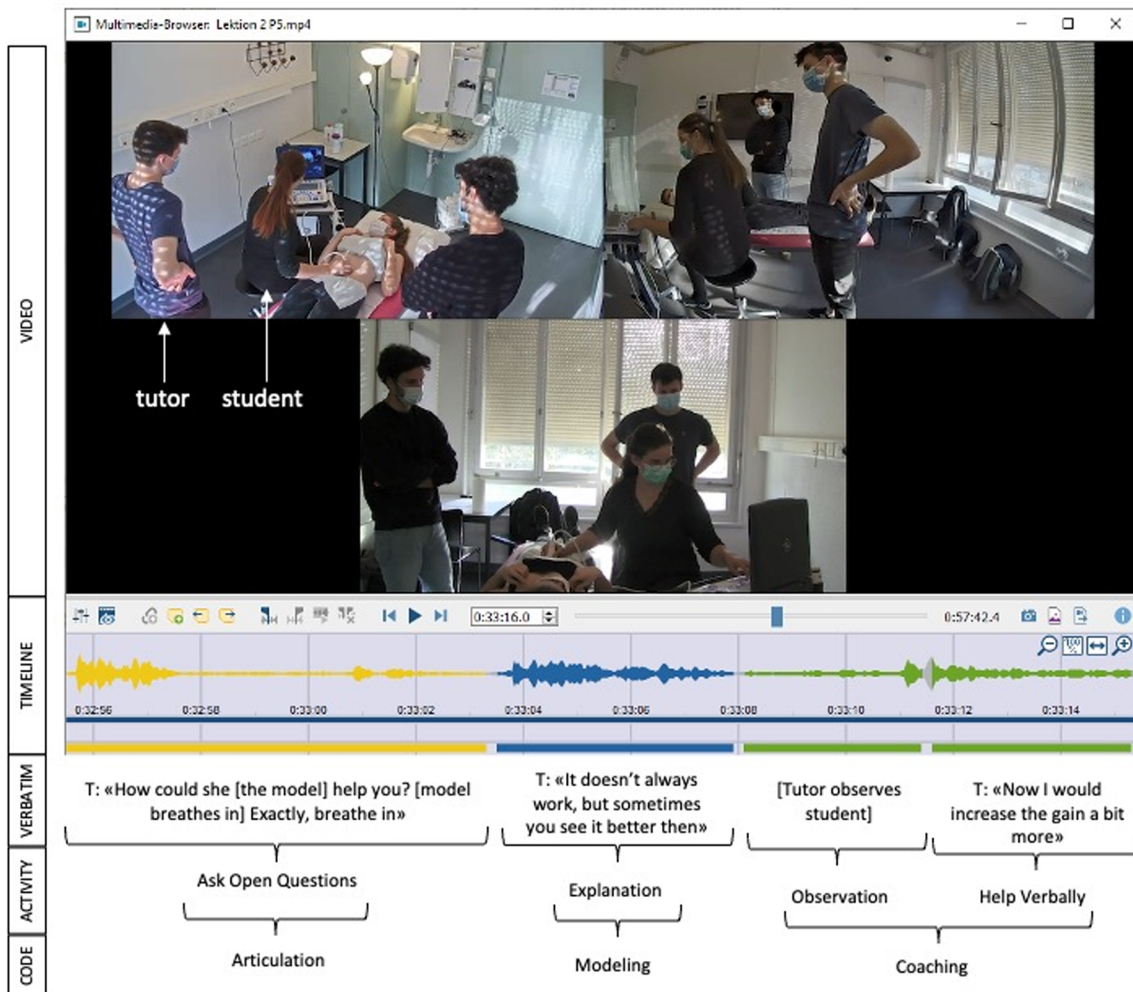 Multimedia-Browser: Lektion 2 P5.mp4
VIDEO
tutor
student
TIMELINE
0:33:16.0
0:57:42.4
100
%
0:32:56
0:32:58
0:33:00
0:33:02
0:33:04
0:33:06
0:33:08
0:33:10
0:33:12
0:33:14
VERBATIM
T: «How could she [the model] help you? [model
breathes in] Exactly, breathe in»
T: «It doesn’t always
work, but sometimes
you see it better then»
[Tutor observes
student]
T: «Now I would
increase the gain a bit
more»
ACTIVITY
Ask Open Questions
Explanation
Observation
Help Verbally
CODE
Articulation
Modeling
Coaching